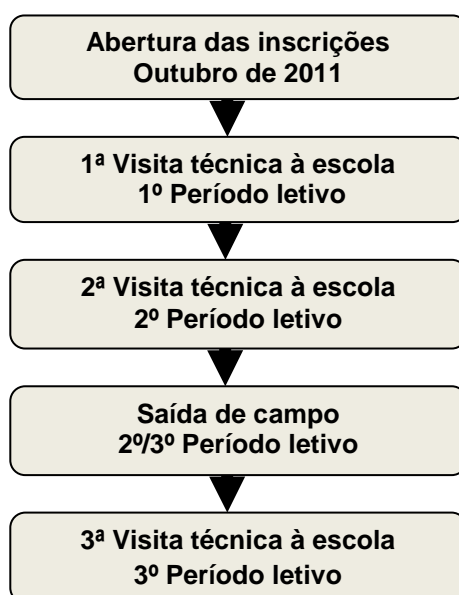 Abertura das inscrições
Outubro de 2011
1ª Visita técnica à escola
1º Período letivo
2ª Visita técnica à escola
2º Período letivo
Saída de campo
2º/3º Período letivo
3ª Visita técnica à escola
3º Período letivo